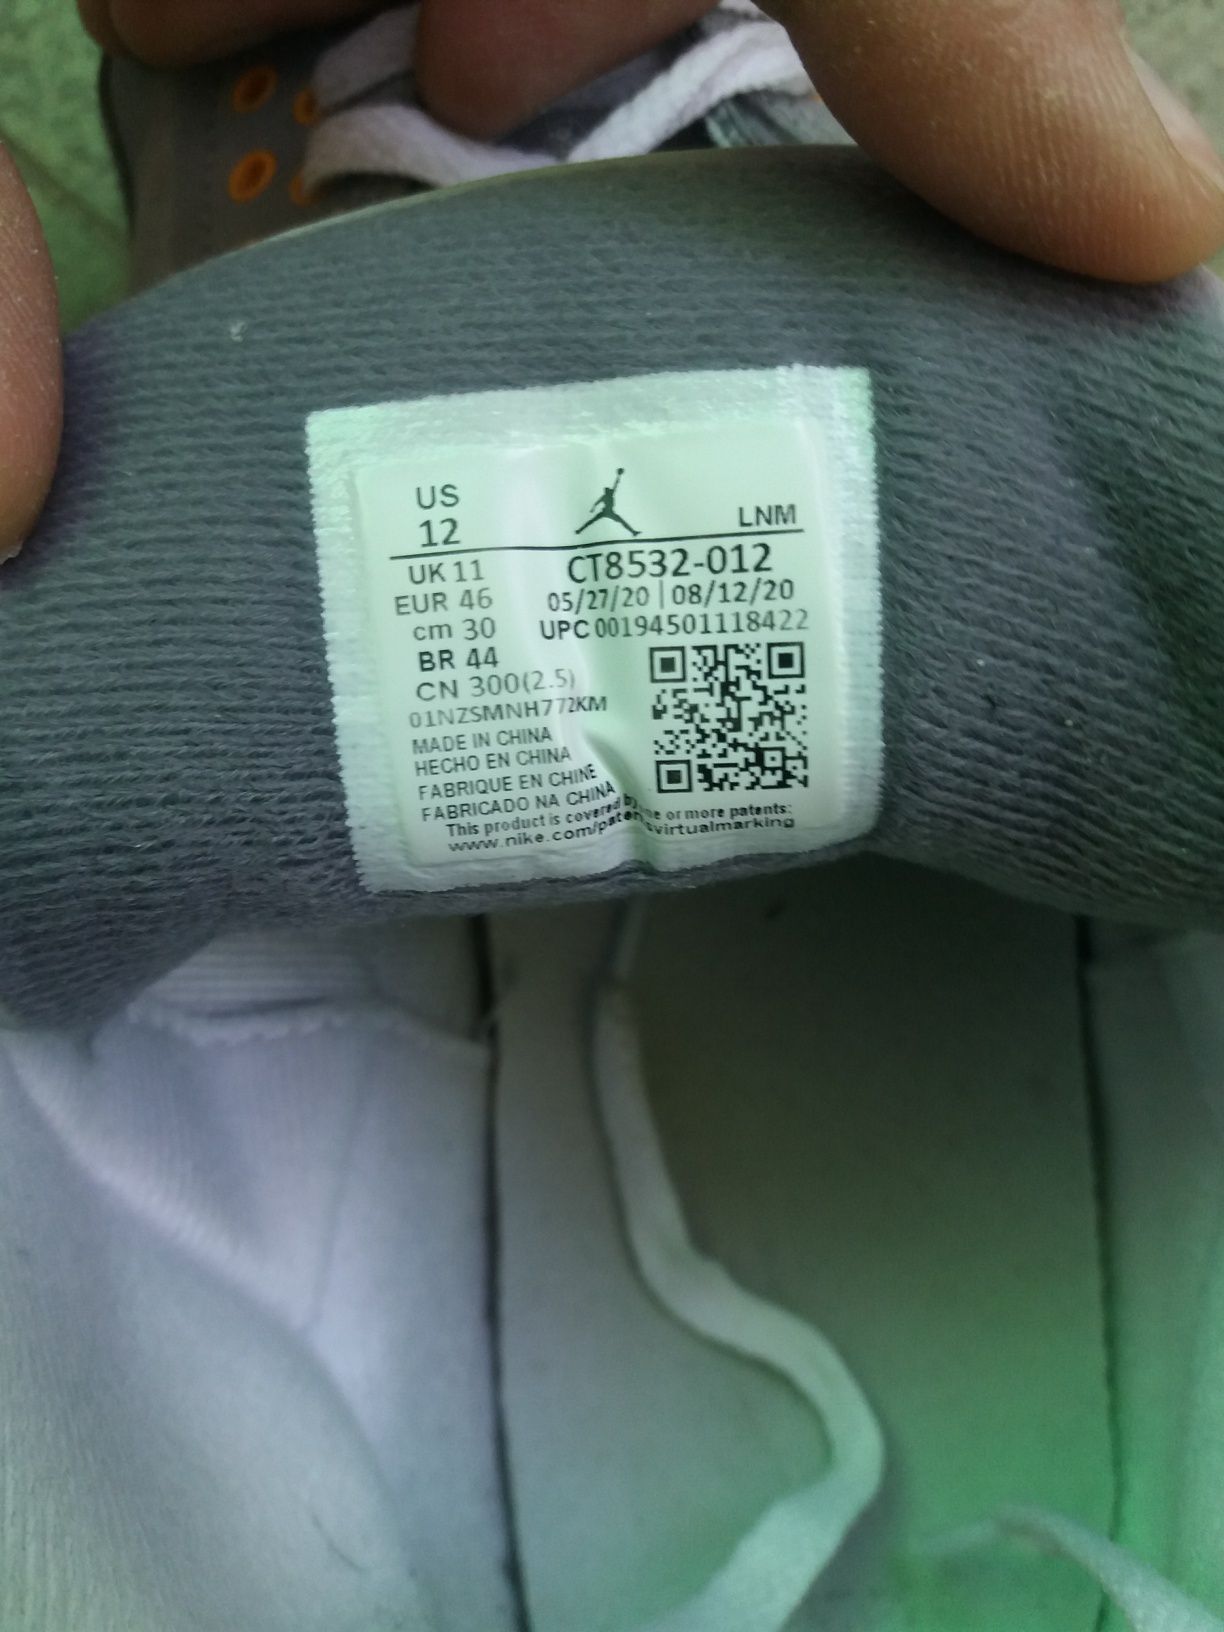 US
12
LNM
UK 11
EUR 46
cm 30
BR 44
CN 300(2.5)
CT8532-012
05/27/20 | 08/12/20
UPC 00194501118422
01NZSMNH772KM
MADE IN CHINA
HECHO EN CHINA
FABRIQUE EN CHINE
FABRICADO NA CHINA
This product is covered by one or more patents:
www.nike.com/patentsvirtualmarking